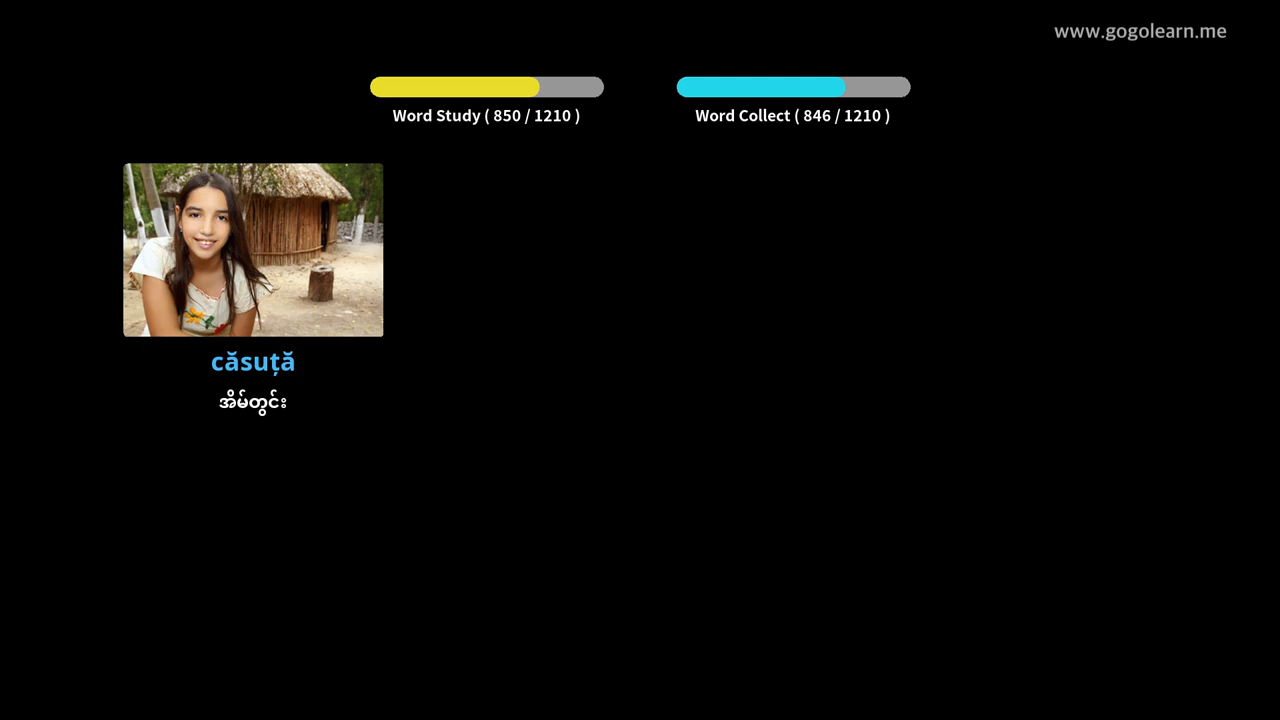 www.gogolearn.me
Word Study ( 850 / 1210 )
Word Collect ( 846 / 1210 )
căsuță
အိမ်တွင်း